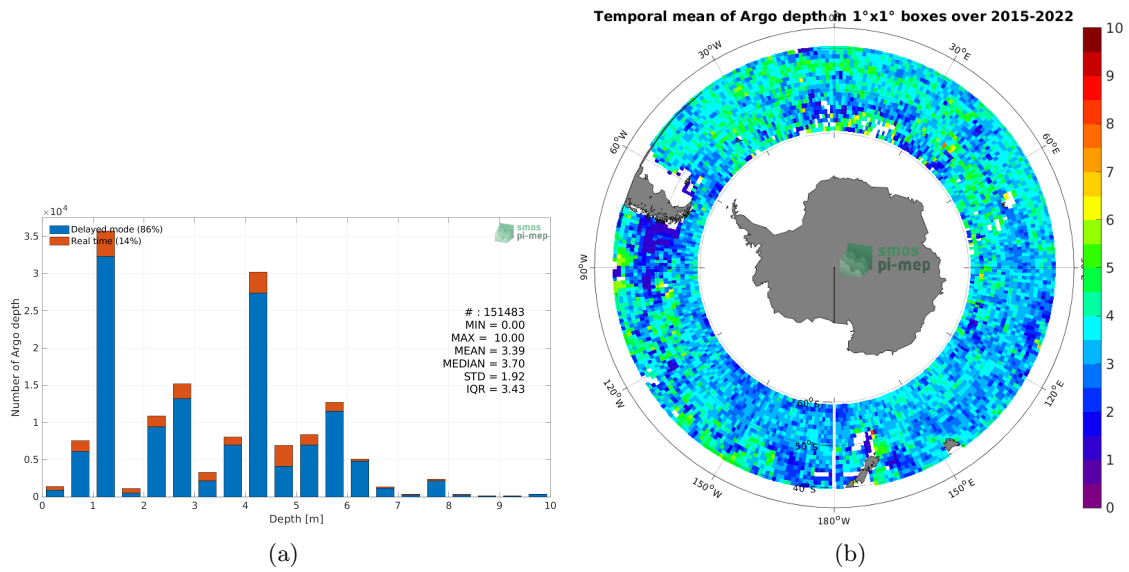 Temporal mean of Argo depth in 1°x1° boxes over 2015-2022
×10⁴
Delayed mode (86%)
Real time (14%)
smos
pi-mep
# : 151483
MIN = 0.00
MAX = 10.00
MEAN = 3.39
MEDIAN = 3.70
STD = 1.92
IQR = 3.43
Number of Argo depth
3.5
3
2.5
2
1.5
1
0.5
0
0 1 2 3 4 5 6 7 8 9 10
Depth [m]
(a)
30°W
30°E
60°W
60°E
90°W
120°W
120°E
150°W
150°E
180°W
60°S
50°S
40°S
smos
pi-mep
10
9
8
7
6
5
4
3
2
1
0
(b)